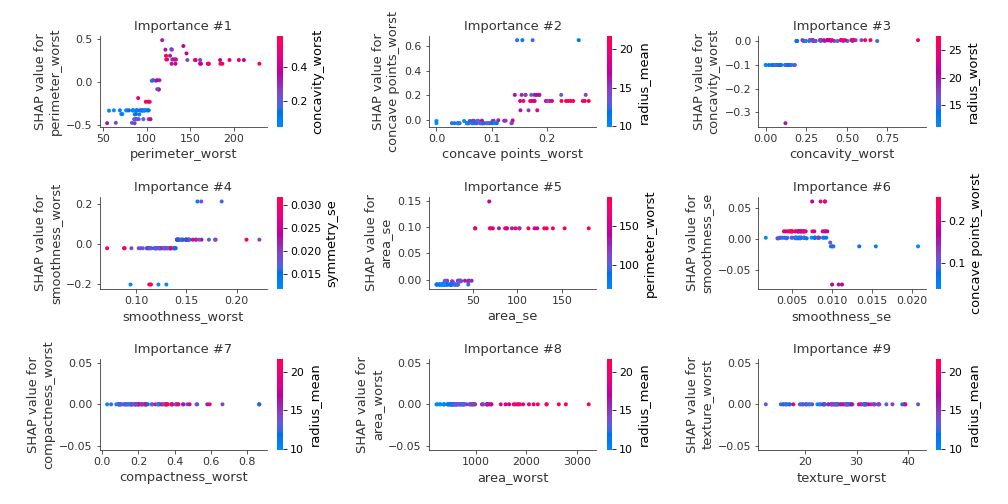 Importance #1
SHAP value for
perimeter_worst
0.5
0.0
−0.5
50
100
150
200
perimeter_worst
0.4
0.2
concavity_worst
Importance #2
SHAP value for
concave points_worst
0.6
0.4
0.2
0.0
0.0
0.1
0.2
concave points_worst
20
15
10
radius_mean
Importance #3
SHAP value for
concavity_worst
0.0
−0.1
−0.2
−0.3
0.00
0.25
0.50
0.75
concavity_worst
25
20
15
radius_worst
Importance #4
SHAP value for
smoothness_worst
0.2
0.0
−0.2
0.10
0.15
0.20
smoothness_worst
0.030
0.025
0.020
0.015
symmetry_se
Importance #5
SHAP value for
area_se
0.15
0.10
0.05
0.00
50
100
150
area_se
150
100
perimeter_worst
Importance #6
SHAP value for
smoothness_se
0.05
0.00
−0.05
0.005
0.010
0.015
0.020
smoothness_se
0.2
0.1
concave points_worst
Importance #7
SHAP value for
compactness_worst
0.05
0.00
−0.05
0.0
0.2
0.4
0.6
0.8
compactness_worst
20
15
10
radius_mean
Importance #8
SHAP value for
area_worst
0.05
0.00
−0.05
1000
2000
3000
area_worst
20
15
10
radius_mean
Importance #9
SHAP value for
texture_worst
0.05
0.00
−0.05
20
30
40
texture_worst
20
15
10
radius_mean